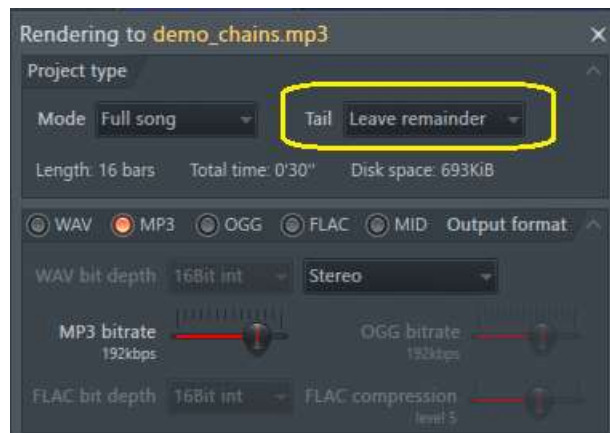 Rendering to demo_chains.mp3
Project type
Mode Full song Tail Leave remainder
Length: 16 bars Total time: 0'30" Disk space: 693KiB
WAV MP3 OGG FLAC MID Output format
WAV bit depth 16Bit int Stereo
MP3 bitrate OGG bitrate
192kbps 192kbps
FLAC bit depth 16Bit int FLAC compression
level 5